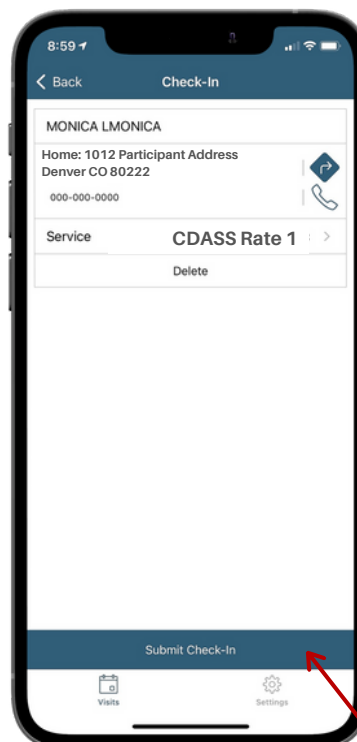 8:59
Back
Check-In
MONICA LMONICA
Home: 1012 Participant Address
Denver CO 80222
000-000-0000
Service CDASS Rate 1
Delete
Submit Check-In
Visits
Settings